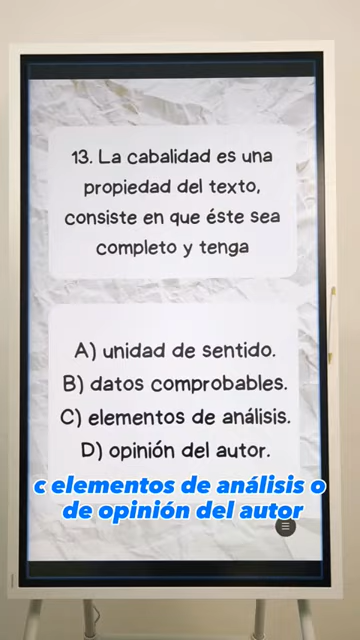 13. La cabalidad es una
propiedad del texto,
consiste en que éste sea
completo y tenga
A) unidad de sentido.
B) datos comprobables.
C) elementos de análisis.
D) opinión del autor.
c elementos de análisis o
de opinión del autor